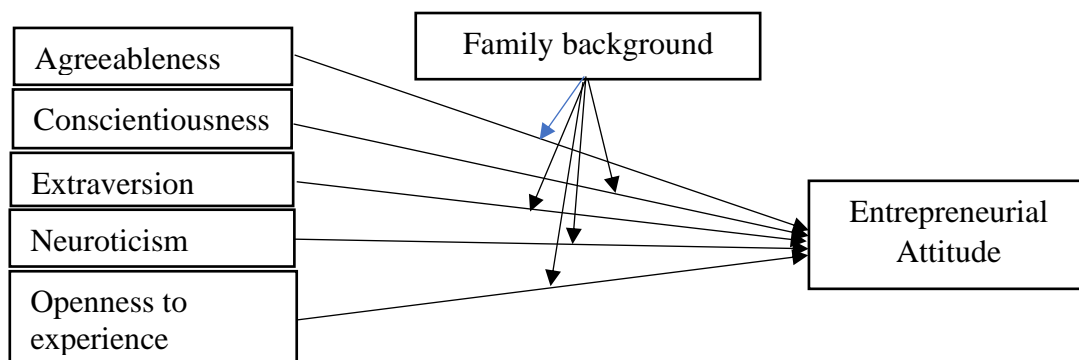 Family background
Agreeableness
Conscientiousness
Extraversion
Neuroticism
Openness to
experience
Entrepreneurial
Attitude